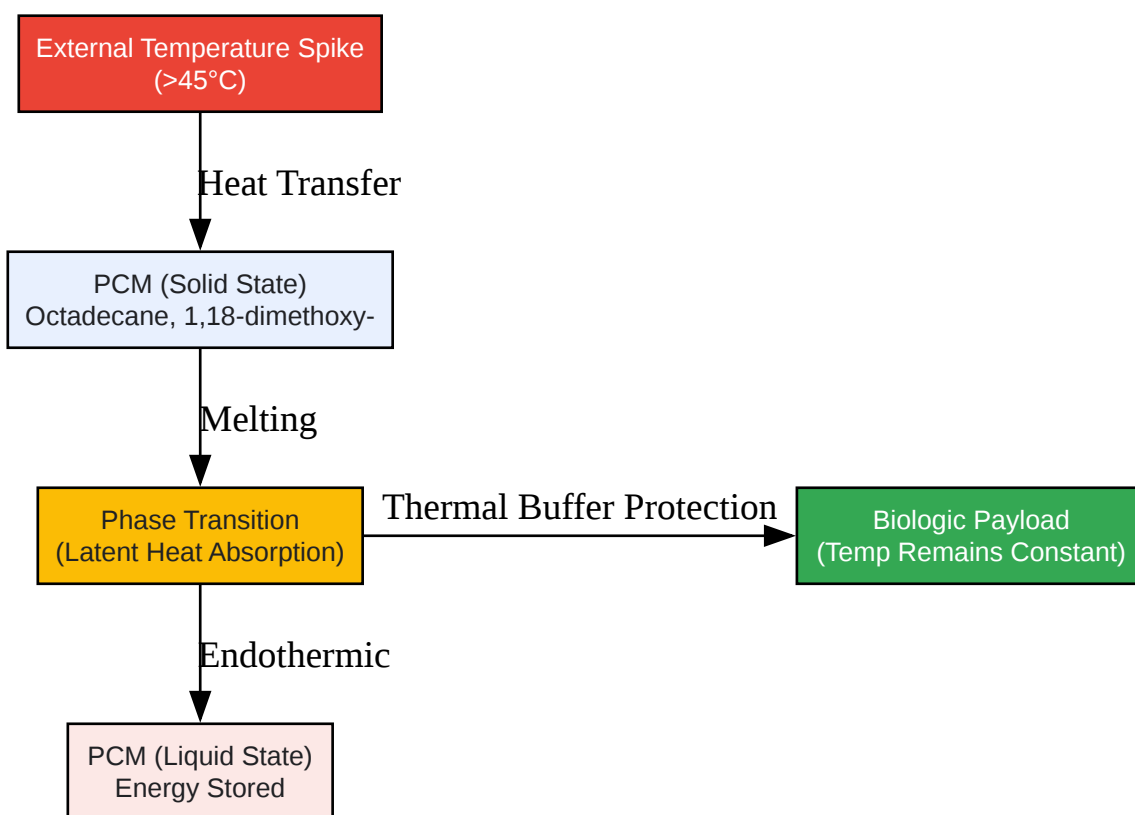 External Temperature Spike
(>45°C)
Heat Transfer
PCM (Solid State)
Octadecane, 1,18-dimethoxy-
Melting
Phase Transition
(Latent Heat Absorption)
Thermal Buffer Protection
Biologic Payload
(Temp Remains Constant)
Endothermic
PCM (Liquid State)
Energy Stored